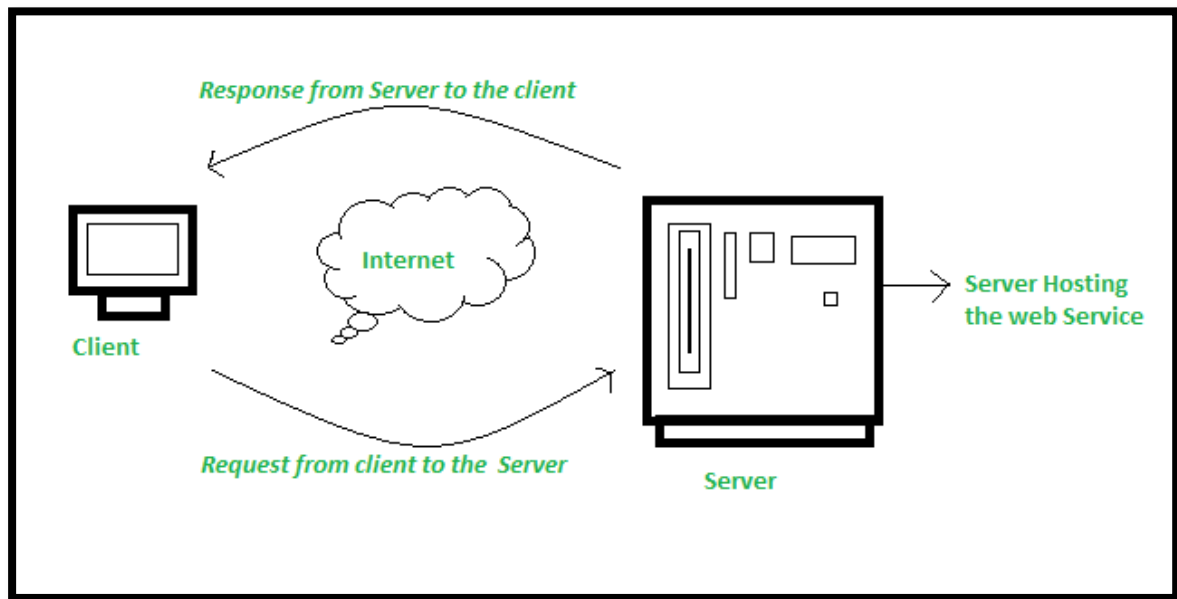 Response from Server to the client
Internet
Client
Server Hosting
the web Service
Request from client to the Server
Server